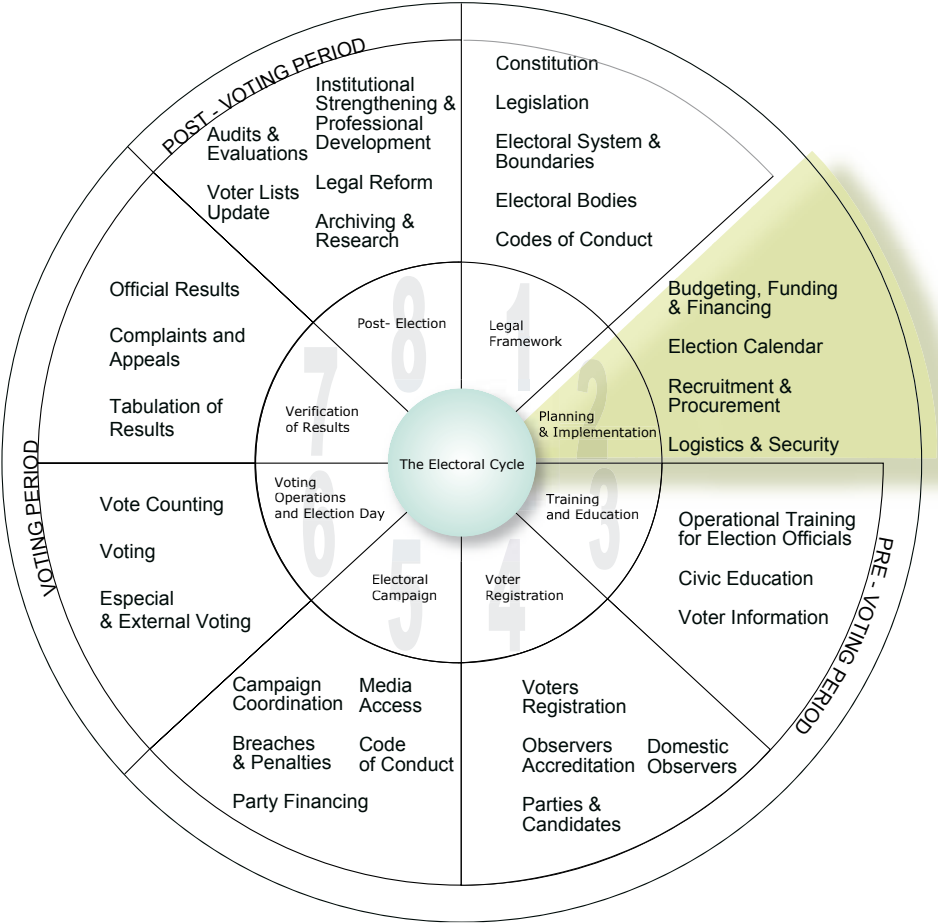 POST - VOTING PERIOD
Institutional
Strengthening &
Professional
Development
Audits &
Evaluations
Voter Lists
Update
Legal Reform
Archiving &
Research
Constitution
Legislation
Electoral System &
Boundaries
Electoral Bodies
Codes of Conduct
Budgeting, Funding
& Financing
Election Calendar
Recruitment &
Procurement
Logistics & Security
Official Results
Complaints and
Appeals
Tabulation of
Results
8
Post- Election
1
Legal
Framework
7
Verification
of Results
2
Planning
& Implementation
The Electoral Cycle
6
Voting
Operations
and Election Day
3
Training
and Education
5
Electoral
Campaign
4
Voter
Registration
VOTING PERIOD
Vote Counting
Voting
Especial
& External Voting
Operational Training
for Election Officials
Civic Education
Voter Information
PRE - VOTING PERIOD
Campaign
Coordination
Media
Access
Breaches
& Penalties
Code
of Conduct
Party Financing
Voters
Registration
Observers
Accreditation
Domestic
Observers
Parties &
Candidates